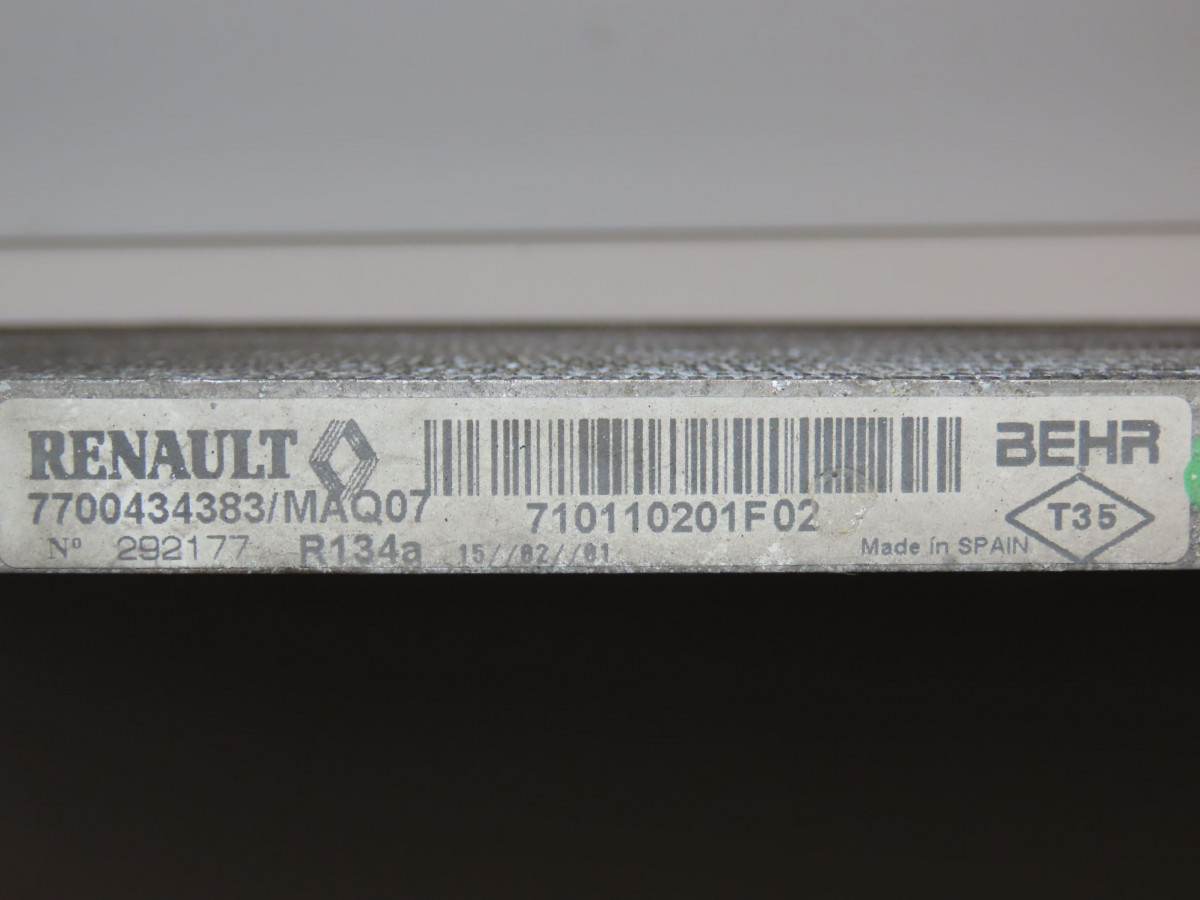 RENAULT
7700434383/MAQ07
Nº 292177 R134a 15//02//01
710110201F02
BEHR
T35
Made in SPAIN